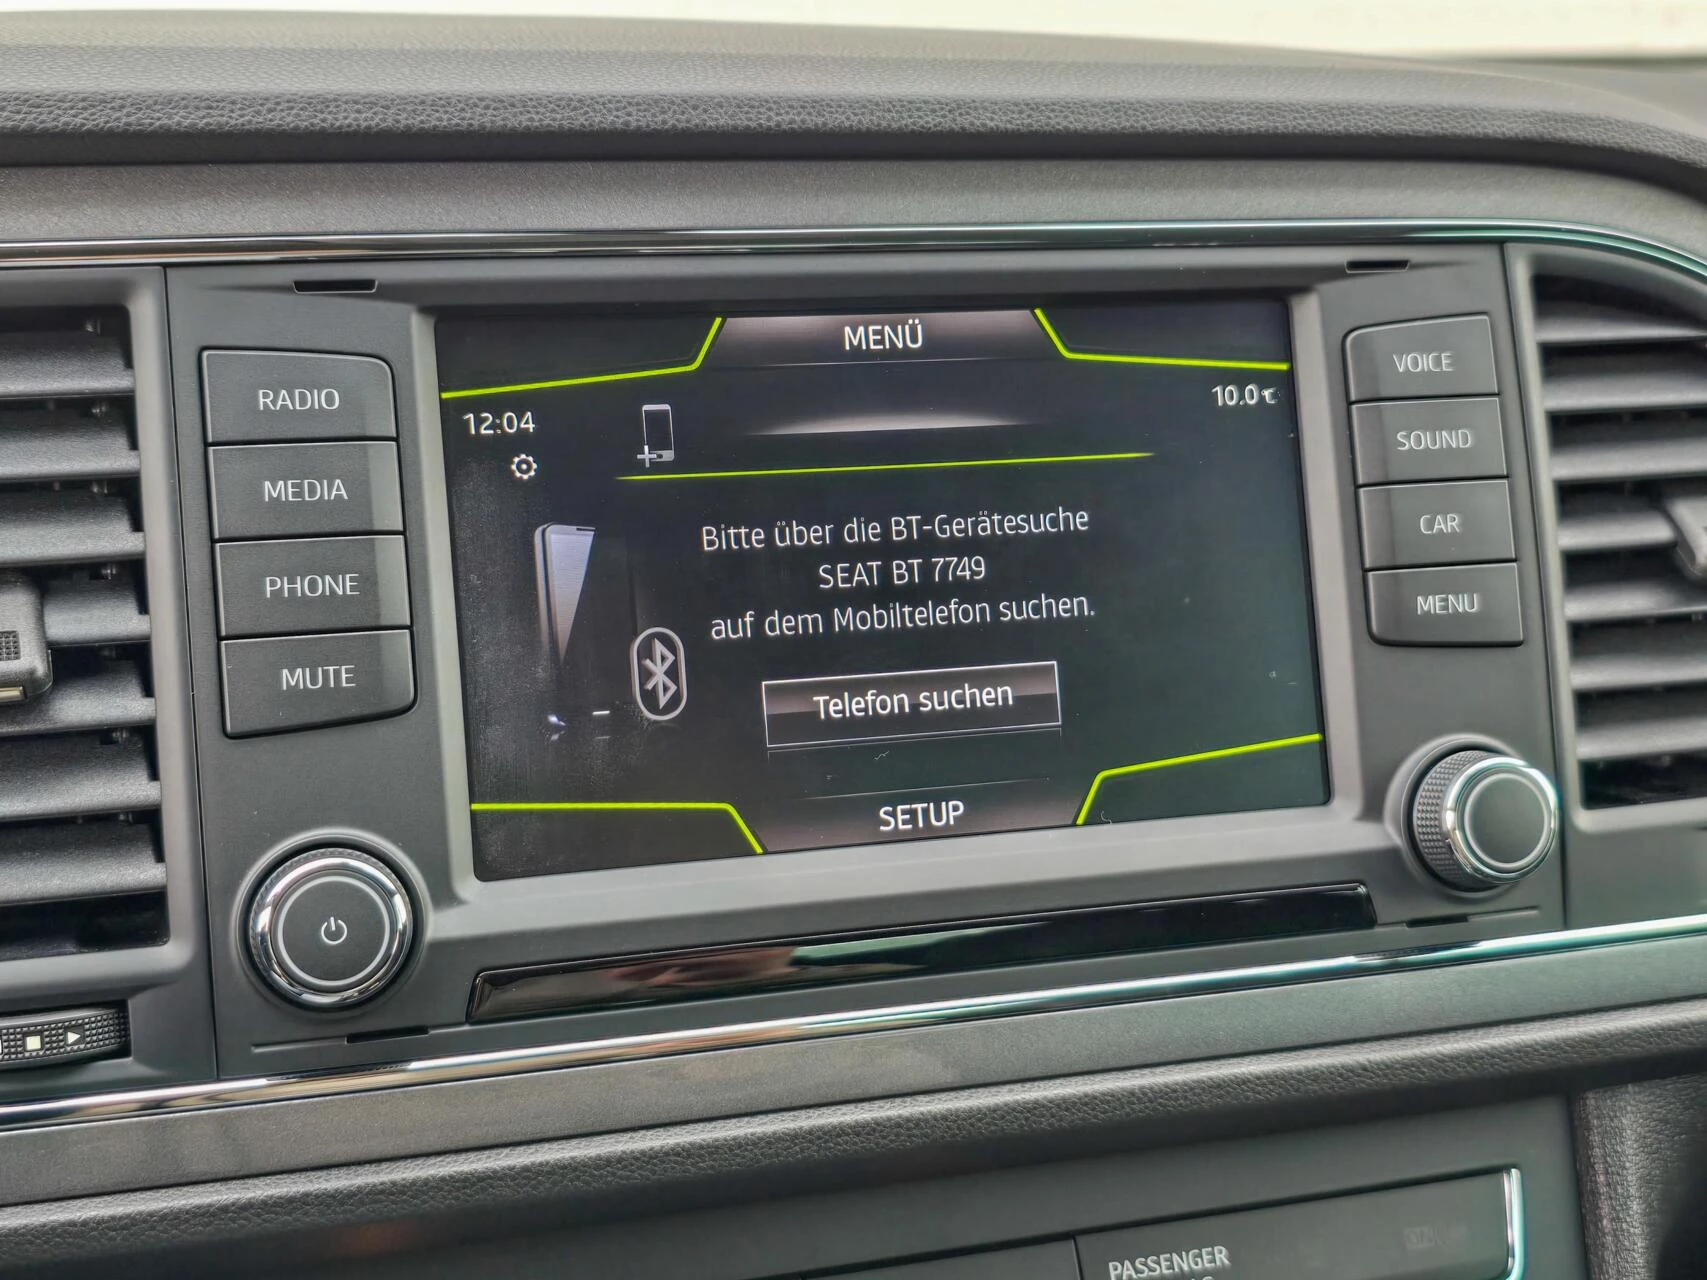 MENÜ
12:04
10.0°C
Bitte über die BT-Gerätesuche
SEAT BT 7749
auf dem Mobiltelefon suchen.
Telefon suchen
SETUP
RADIO
MEDIA
PHONE
MUTE
VOICE
SOUND
CAR
MENU
PASSENGER